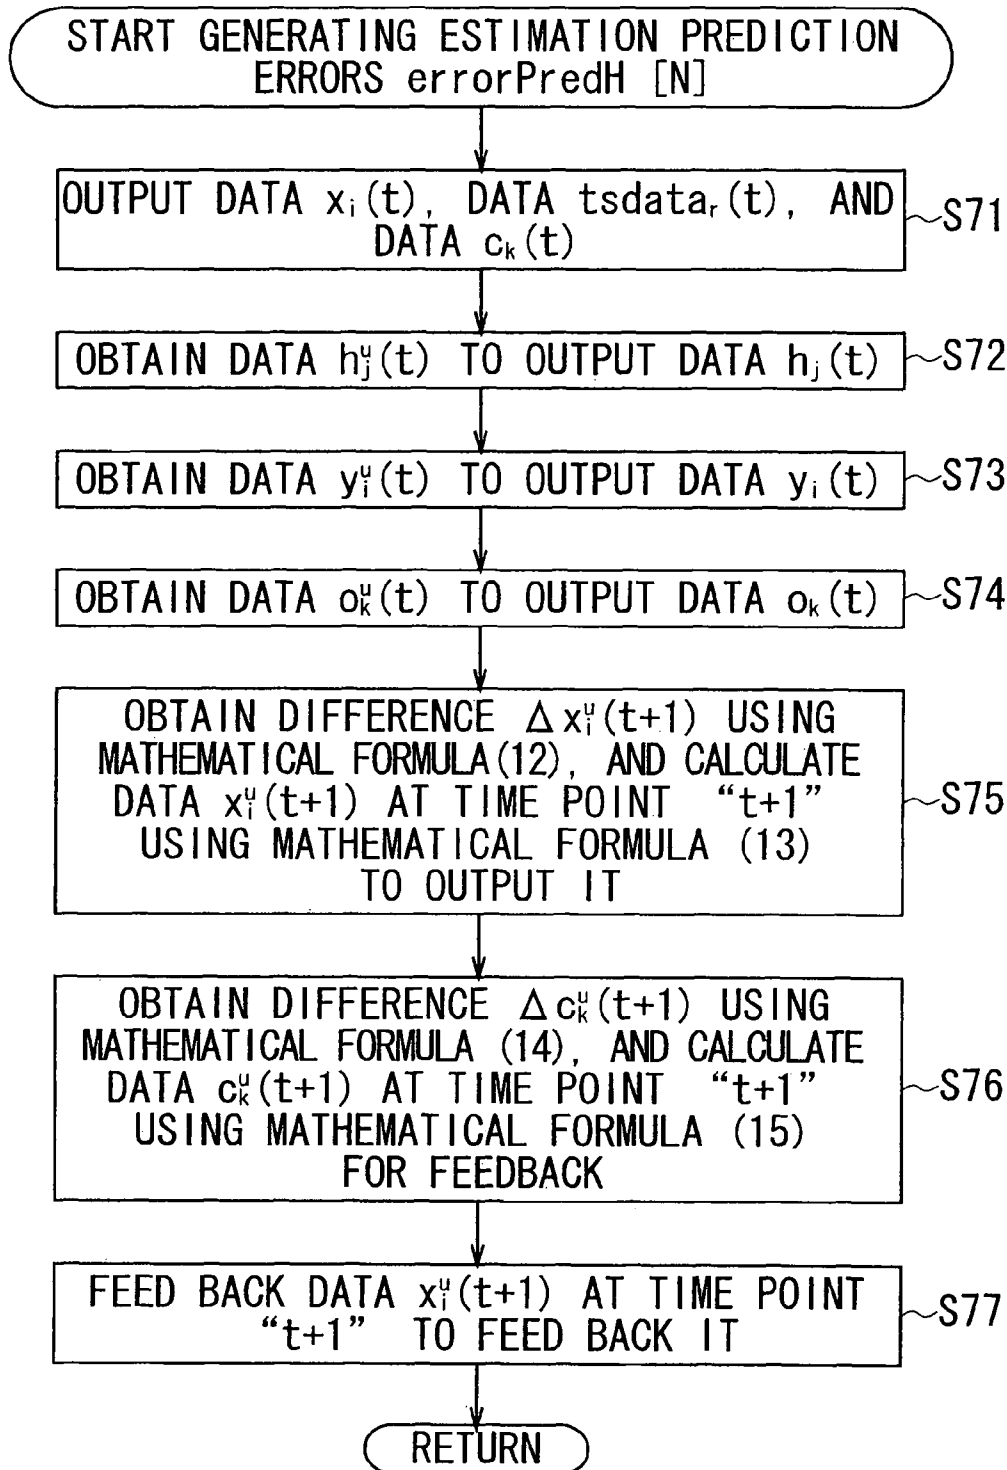 START GENERATING ESTIMATION PREDICTION
ERRORS errorPredH [N]
OUTPUT DATA xᵢ(t), DATA tsdataᵣ(t), AND
DATA cₖ(t)
S71
OBTAIN DATA hⱼᵘ(t) TO OUTPUT DATA hⱼ(t)
S72
OBTAIN DATA yᵢᵘ(t) TO OUTPUT DATA yᵢ(t)
S73
OBTAIN DATA oₖᵘ(t) TO OUTPUT DATA oₖ(t)
S74
OBTAIN DIFFERENCE Δxᵢᵘ(t+1) USING
MATHEMATICAL FORMULA(12), AND CALCULATE
DATA xᵢᵘ(t+1) AT TIME POINT “t+1”
USING MATHEMATICAL FORMULA (13)
TO OUTPUT IT
S75
OBTAIN DIFFERENCE Δcₖᵘ(t+1) USING
MATHEMATICAL FORMULA (14), AND CALCULATE
DATA cₖᵘ(t+1) AT TIME POINT “t+1”
USING MATHEMATICAL FORMULA (15)
FOR FEEDBACK
S76
FEED BACK DATA xᵢᵘ(t+1) AT TIME POINT
“t+1” TO FEED BACK IT
S77
RETURN